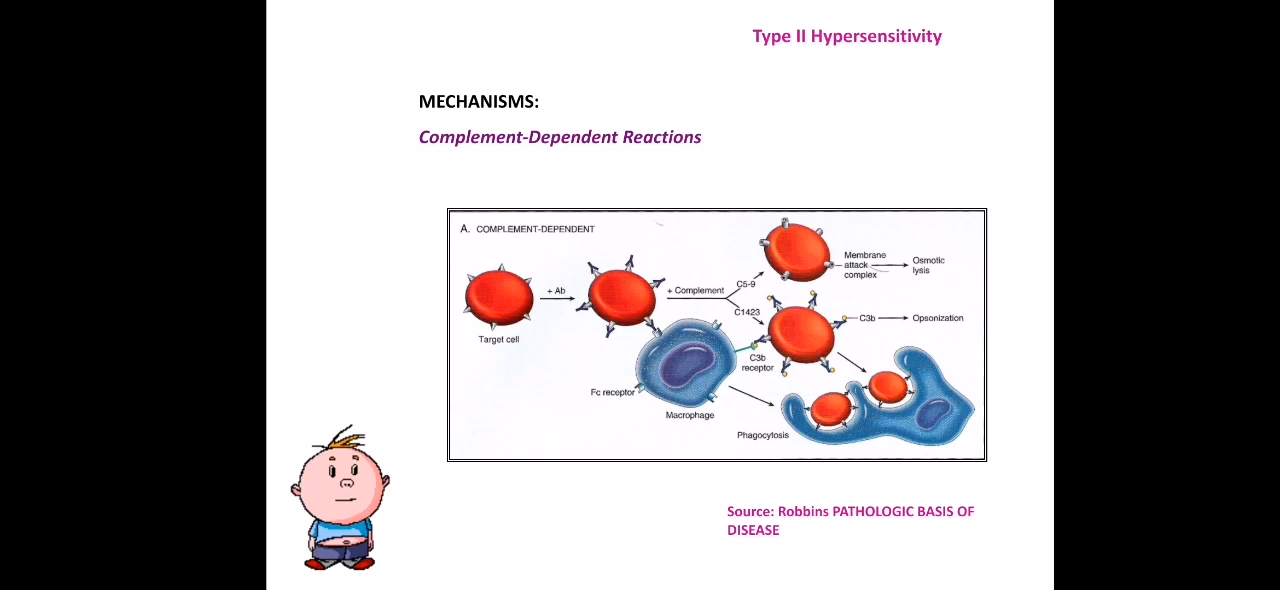 Type II Hypersensitivity
MECHANISMS:
Complement-Dependent Reactions
A. COMPLEMENT-DEPENDENT
Target cell
+ Ab
+ Complement
C5-9
C1423
Membrane
attack
complex
Osmotic
lysis
C3b
Opsonization
C3b
receptor
Fc receptor
Macrophage
Phagocytosis
Source: Robbins PATHOLOGIC BASIS OF
DISEASE